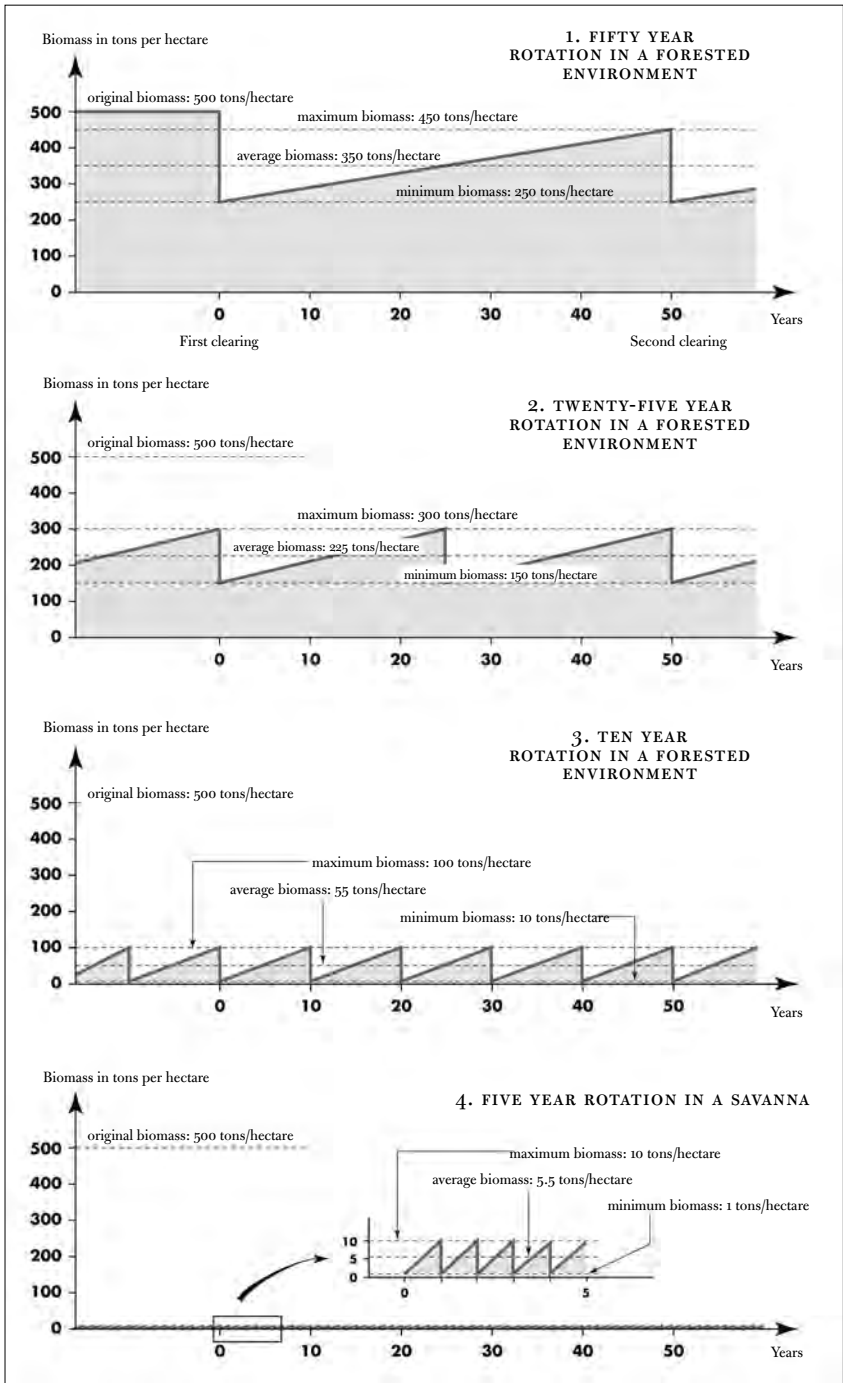 Biomass in tons per hectare
1. FIFTY YEAR
ROTATION IN A FORESTED
ENVIRONMENT
original biomass: 500 tons/hectare
500
maximum biomass: 450 tons/hectare
400
average biomass: 350 tons/hectare
300
minimum biomass: 250 tons/hectare
200
100
0
0 10 20 30 40 50
Years
First clearing
Second clearing
Biomass in tons per hectare
2. TWENTY-FIVE YEAR
ROTATION IN A FORESTED
ENVIRONMENT
original biomass: 500 tons/hectare
500
400
maximum biomass: 300 tons/hectare
300
average biomass: 225 tons/hectare
200
minimum biomass: 150 tons/hectare
100
0
0 10 20 30 40 50
Years
Biomass in tons per hectare
3. TEN YEAR
ROTATION IN A FORESTED
ENVIRONMENT
original biomass: 500 tons/hectare
500
400
maximum biomass: 100 tons/hectare
300
average biomass: 55 tons/hectare
200
minimum biomass: 10 tons/hectare
100
0
0 10 20 30 40 50
Years
Biomass in tons per hectare
4. FIVE YEAR ROTATION IN A SAVANNA
original biomass: 500 tons/hectare
500
maximum biomass: 10 tons/hectare
400
average biomass: 5.5 tons/hectare
minimum biomass: 1 tons/hectare
300
200
100
0
10
5
0
0 5
0 10 20 30 40 50
Years